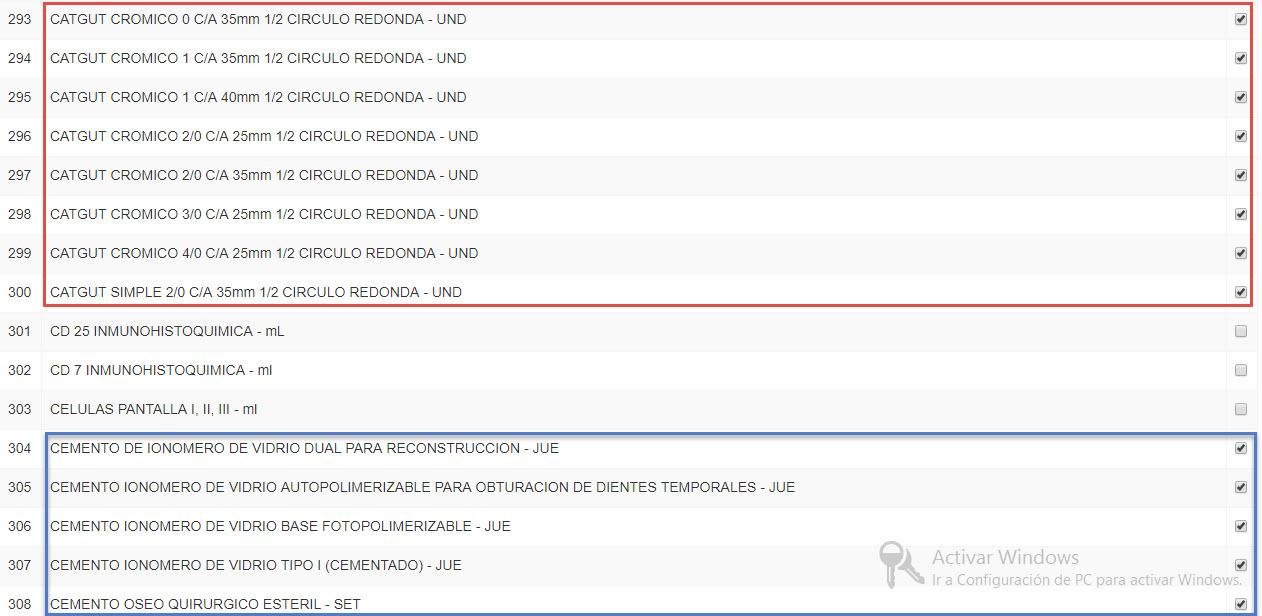 293 CATGUT CROMICO 0 C/A 35mm 1/2 CIRCULO REDONDA - UND
294 CATGUT CROMICO 1 C/A 35mm 1/2 CIRCULO REDONDA - UND
295 CATGUT CROMICO 1 C/A 40mm 1/2 CIRCULO REDONDA - UND
296 CATGUT CROMICO 2/0 C/A 25mm 1/2 CIRCULO REDONDA - UND
297 CATGUT CROMICO 2/0 C/A 35mm 1/2 CIRCULO REDONDA - UND
298 CATGUT CROMICO 3/0 C/A 25mm 1/2 CIRCULO REDONDA - UND
299 CATGUT CROMICO 4/0 C/A 25mm 1/2 CIRCULO REDONDA - UND
300 CATGUT SIMPLE 2/0 C/A 35mm 1/2 CIRCULO REDONDA - UND
301 CD 25 INMUNOHISTOQUIMICA - mL
302 CD 7 INMUNOHISTOQUIMICA - ml
303 CELULAS PANTALLA I, II, III - ml
304 CEMENTO DE IONOMERO DE VIDRIO DUAL PARA RECONSTRUCCION - JUE
305 CEMENTO IONOMERO DE VIDRIO AUTOPOLIMERIZABLE PARA OBTURACION DE DIENTES TEMPORALES - JUE
306 CEMENTO IONOMERO DE VIDRIO BASE FOTOPOLIMERIZABLE - JUE
307 CEMENTO IONOMERO DE VIDRIO TIPO I (CEMENTADO) - JUE
308 CEMENTO OSEO QUIRURGICO ESTERIL - SET
Activar Windows
Ir a Configuración de PC para activar Windows.